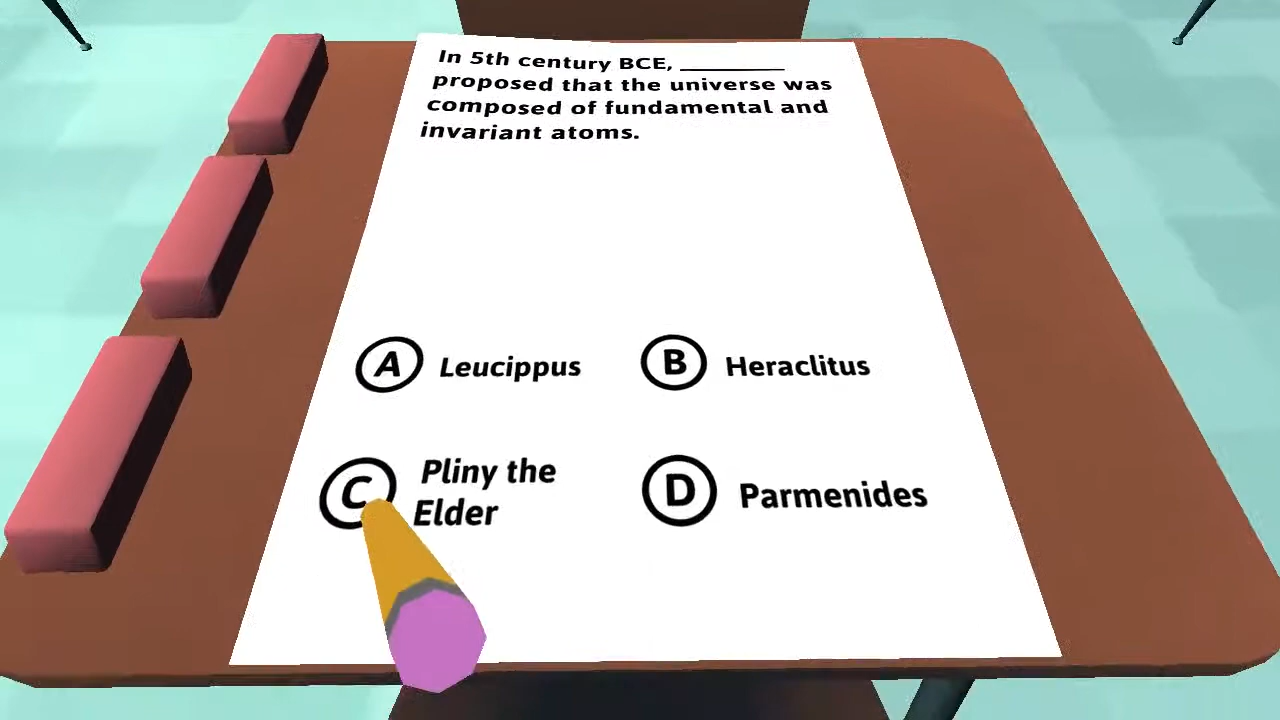 In 5th century BCE, __________
proposed that the universe was
composed of fundamental and
invariant atoms.
A Leucippus
B Heraclitus
C Pliny the
Elder
D Parmenides